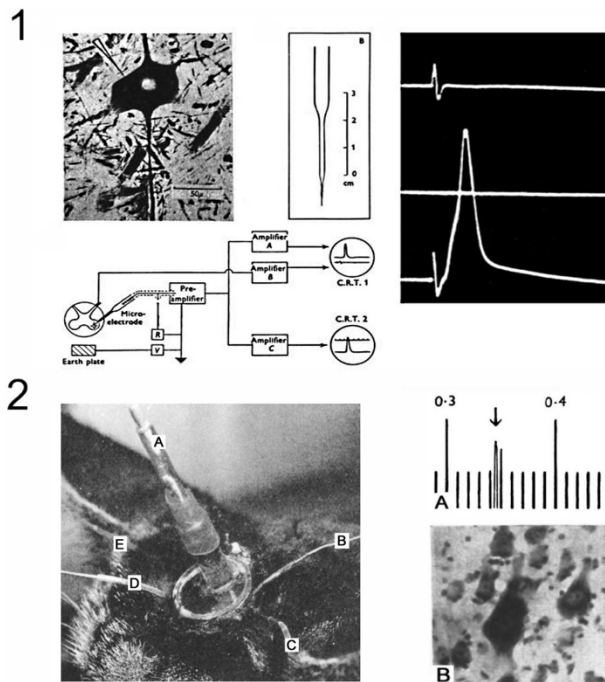 1
50μ
B
3
2
1
0
cm
Amplifier
A
Amplifier
B
C.R.T. 1
Pre-
amplifier
Micro-
electrode
R
V
Earth plate
C.R.T. 2
Amplifier
C
2
A
B
C
D
E
0·3
0·4
A
B